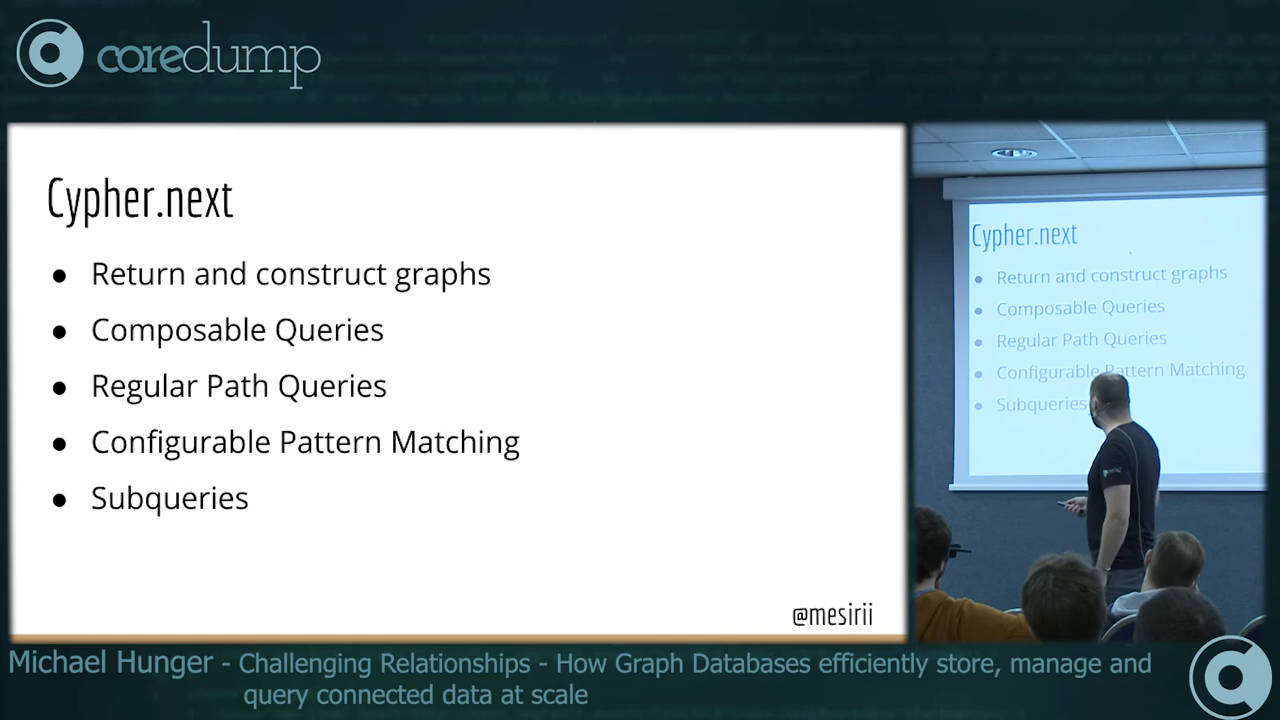 coredump
Cypher.next
● Return and construct graphs
● Composable Queries
● Regular Path Queries
● Configurable Pattern Matching
● Subqueries
@mesirii
Cypher.next
● Return and construct graphs
● Composable Queries
● Regular Path Queries
● Configurable Pattern Matching
● Subqueries
Michael Hunger - Challenging Relationships - How Graph Databases efficiently store, manage and
query connected data at scale